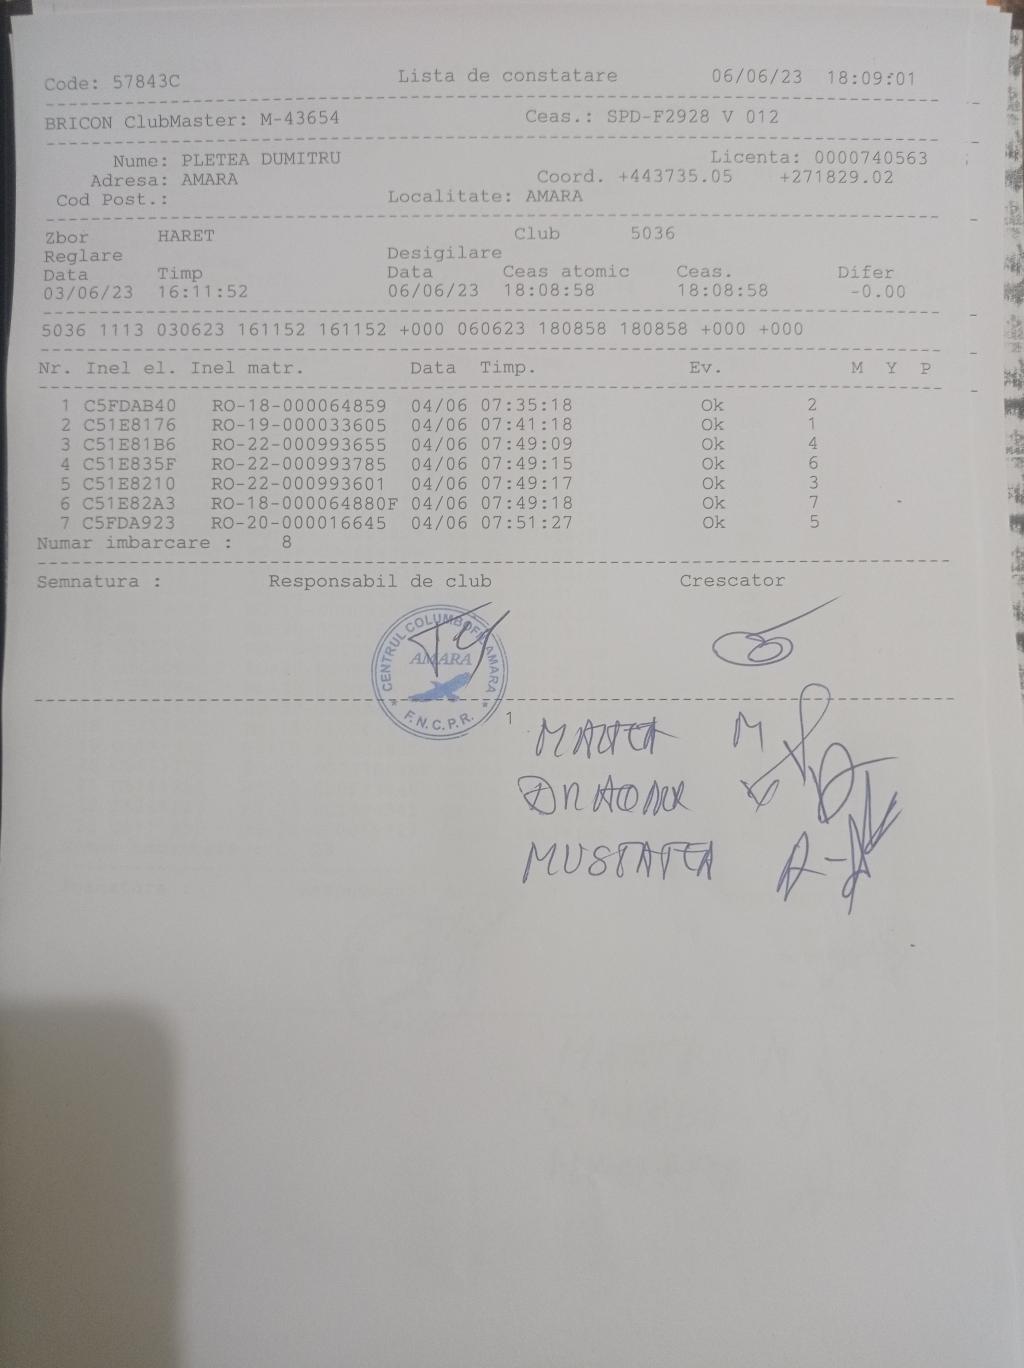 Code: 57843C Lista de constatare 06/06/23 18:09:01
BRICON ClubMaster: M-43654 Ceas.: SPD-F2928 V 012
Nume: PLETEA DUMITRU Licenta: 0000740563
Adresa: AMARA Coord. +443735.05 +271829.02
Cod Post.: Localitate: AMARA
Zbor HARET Club 5036
Reglare Desigilare
Data Timp Data Ceas atomic Ceas. Difer
03/06/23 16:11:52 06/06/23 18:08:58 18:08:58 -0.00
5036 1113 030623 161152 161152 +000 060623 180858 180858 +000 +000
Nr. Inel el. Inel matr. Data Timp. Ev. M Y P
1 C5FDAB40 RO-18-000064859 04/06 07:35:18 Ok 2
2 C51E8176 RO-19-000033605 04/06 07:41:18 Ok 1
3 C51E81B6 RO-22-000993655 04/06 07:49:09 Ok 4
4 C51E835F RO-22-000993785 04/06 07:49:15 Ok 6
5 C51E8210 RO-22-000993601 04/06 07:49:17 Ok 3
6 C51E82A3 RO-18-000064880F 04/06 07:49:18 Ok 7
7 C5FDA923 RO-20-000016645 04/06 07:51:27 Ok 5
Numar imbarcare : 8
Semnatura : Responsabil de club Crescator
CENTRUL COLUMBOFIL AMARA
AMARA
F.N.C.P.R.
1
MUSTATEA